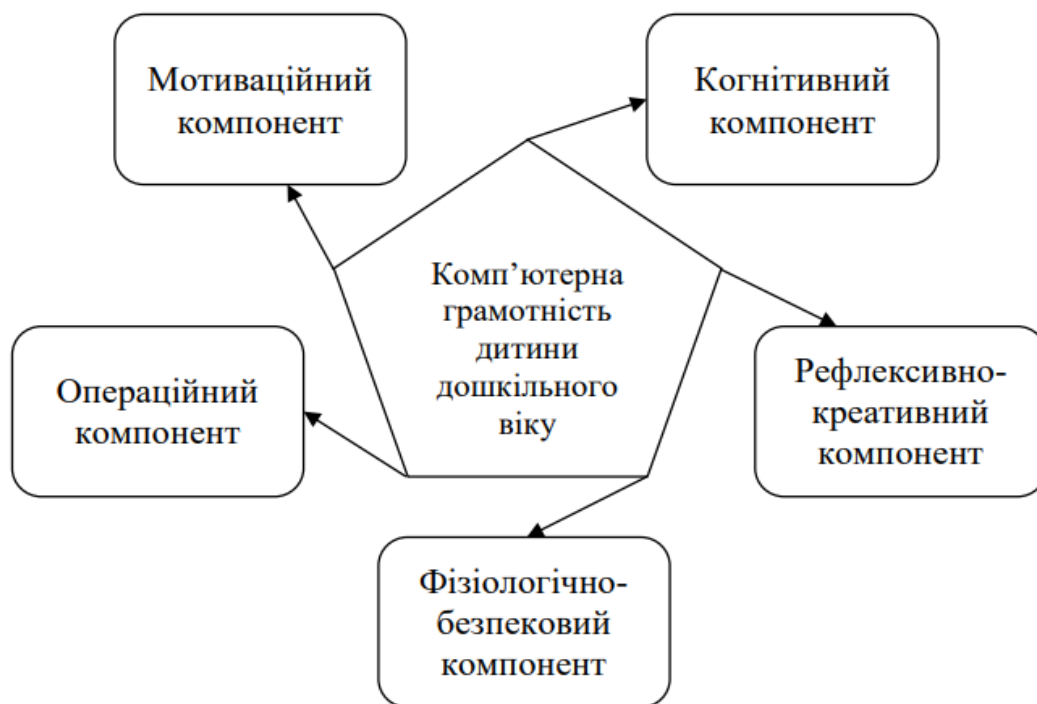 Мотиваційний
компонент
Когнітивний
компонент
Комп’ютерна
грамотність
дитини
дошкільного
віку
Операційний
компонент
Рефлексивно-
креативний
компонент
Фізіологічно-
безпековий
компонент